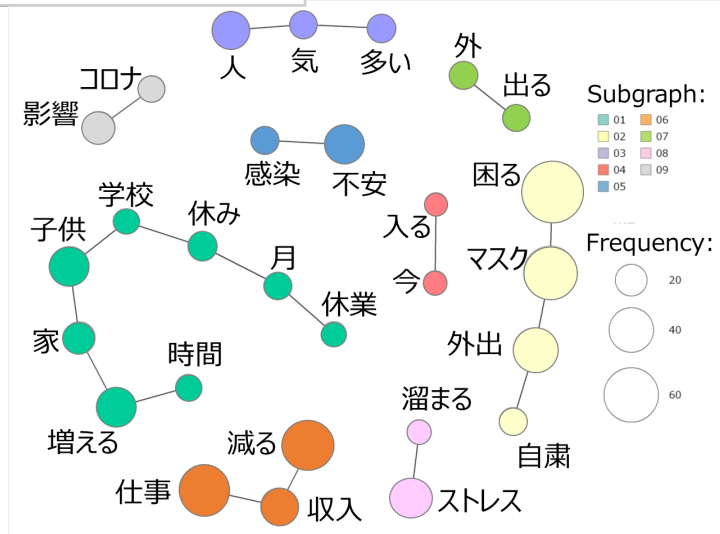 人
気
多い
コロナ
影響
外
出る
感染
不安
学校
子供
休み
月
休業
家
時間
増える
入る
今
困る
マスク
外出
自粛
溜まる
ストレス
減る
仕事
収入
Subgraph:
01 06
02 07
03 08
04 09
05
Frequency:
20
40
60